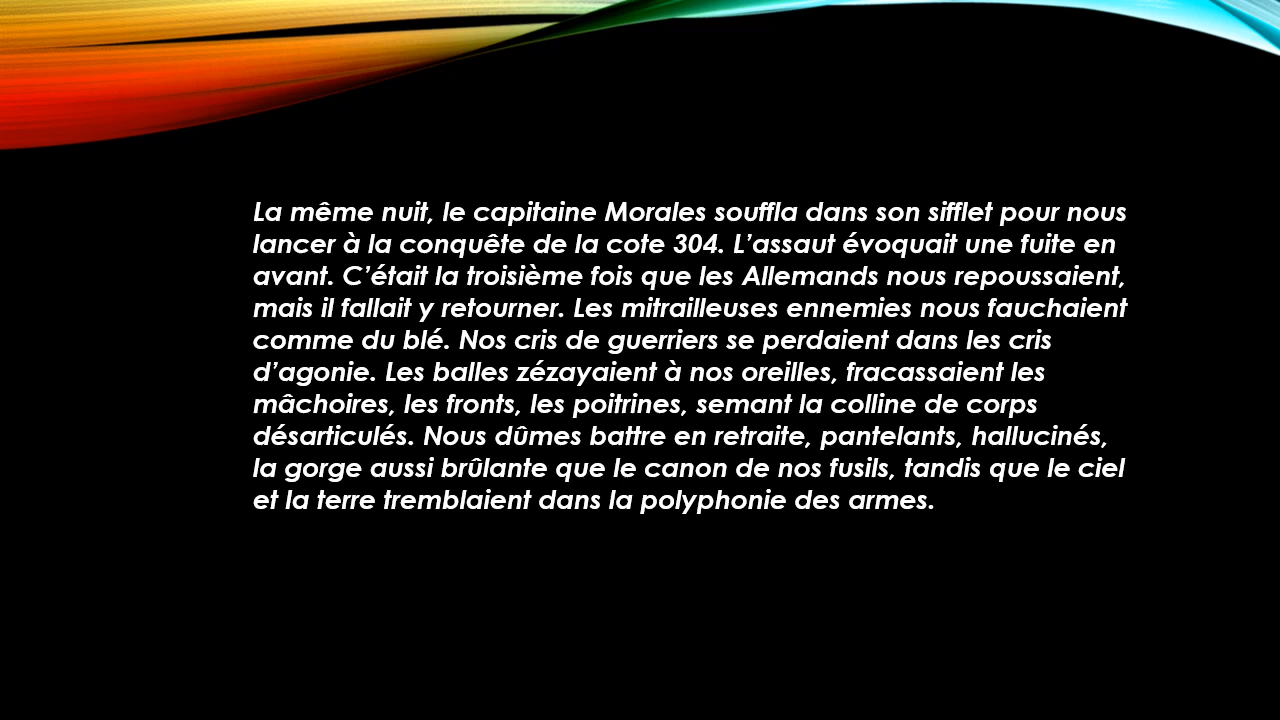 La même nuit, le capitaine Morales souffla dans son sifflet pour nous
lancer à la conquête de la cote 304. L’assaut évoquait une fuite en
avant. C’était la troisième fois que les Allemands nous repoussaient,
mais il fallait y retourner. Les mitrailleuses ennemies nous fauchaient
comme du blé. Nos cris de guerriers se perdaient dans les cris
d’agonie. Les balles zézayaient à nos oreilles, fracassaient les
mâchoires, les fronts, les poitrines, semant la colline de corps
désarticulés. Nous dûmes battre en retraite, pantelants, hallucinés,
la gorge aussi brûlante que le canon de nos fusils, tandis que le ciel
et la terre tremblaient dans la polyphonie des armes.